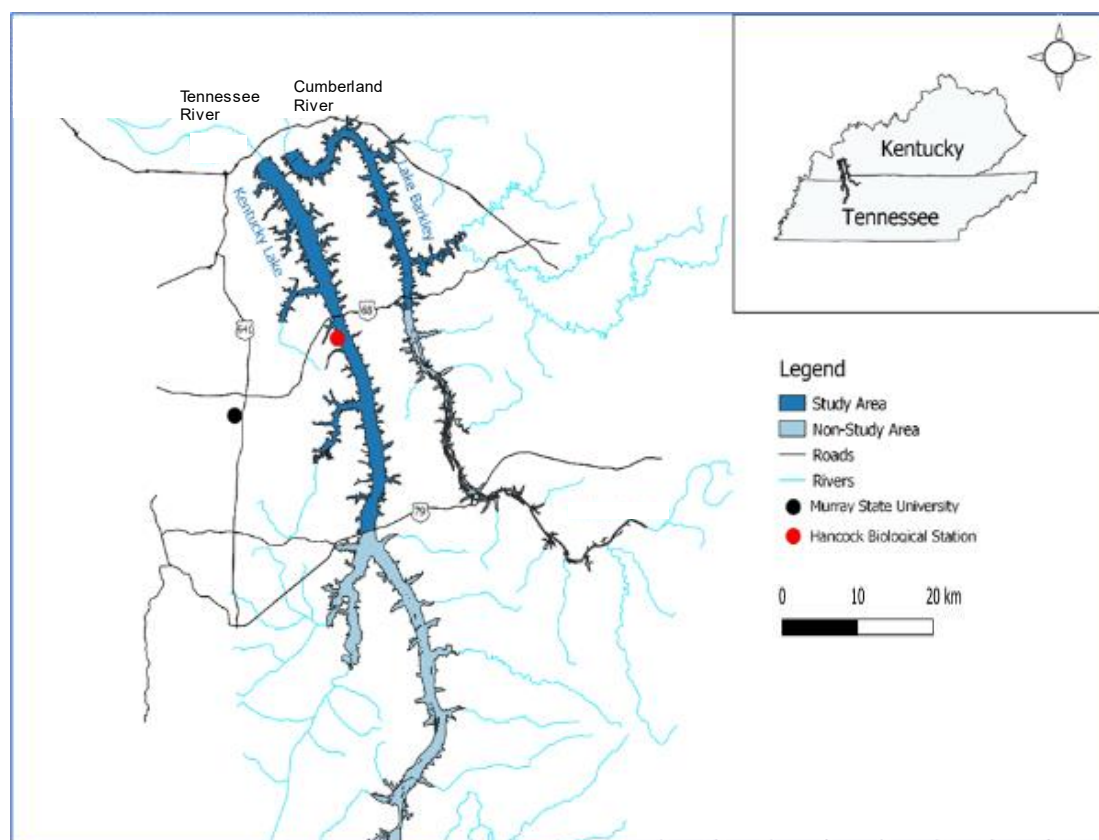 Tennessee
River
Cumberland
River
Kentucky Lake
Lake Barkley
68
641
79
Kentucky
Tennessee
Legend
Study Area
Non-Study Area
Roads
Rivers
Murray State University
Hancock Biological Station
0 10 20 km